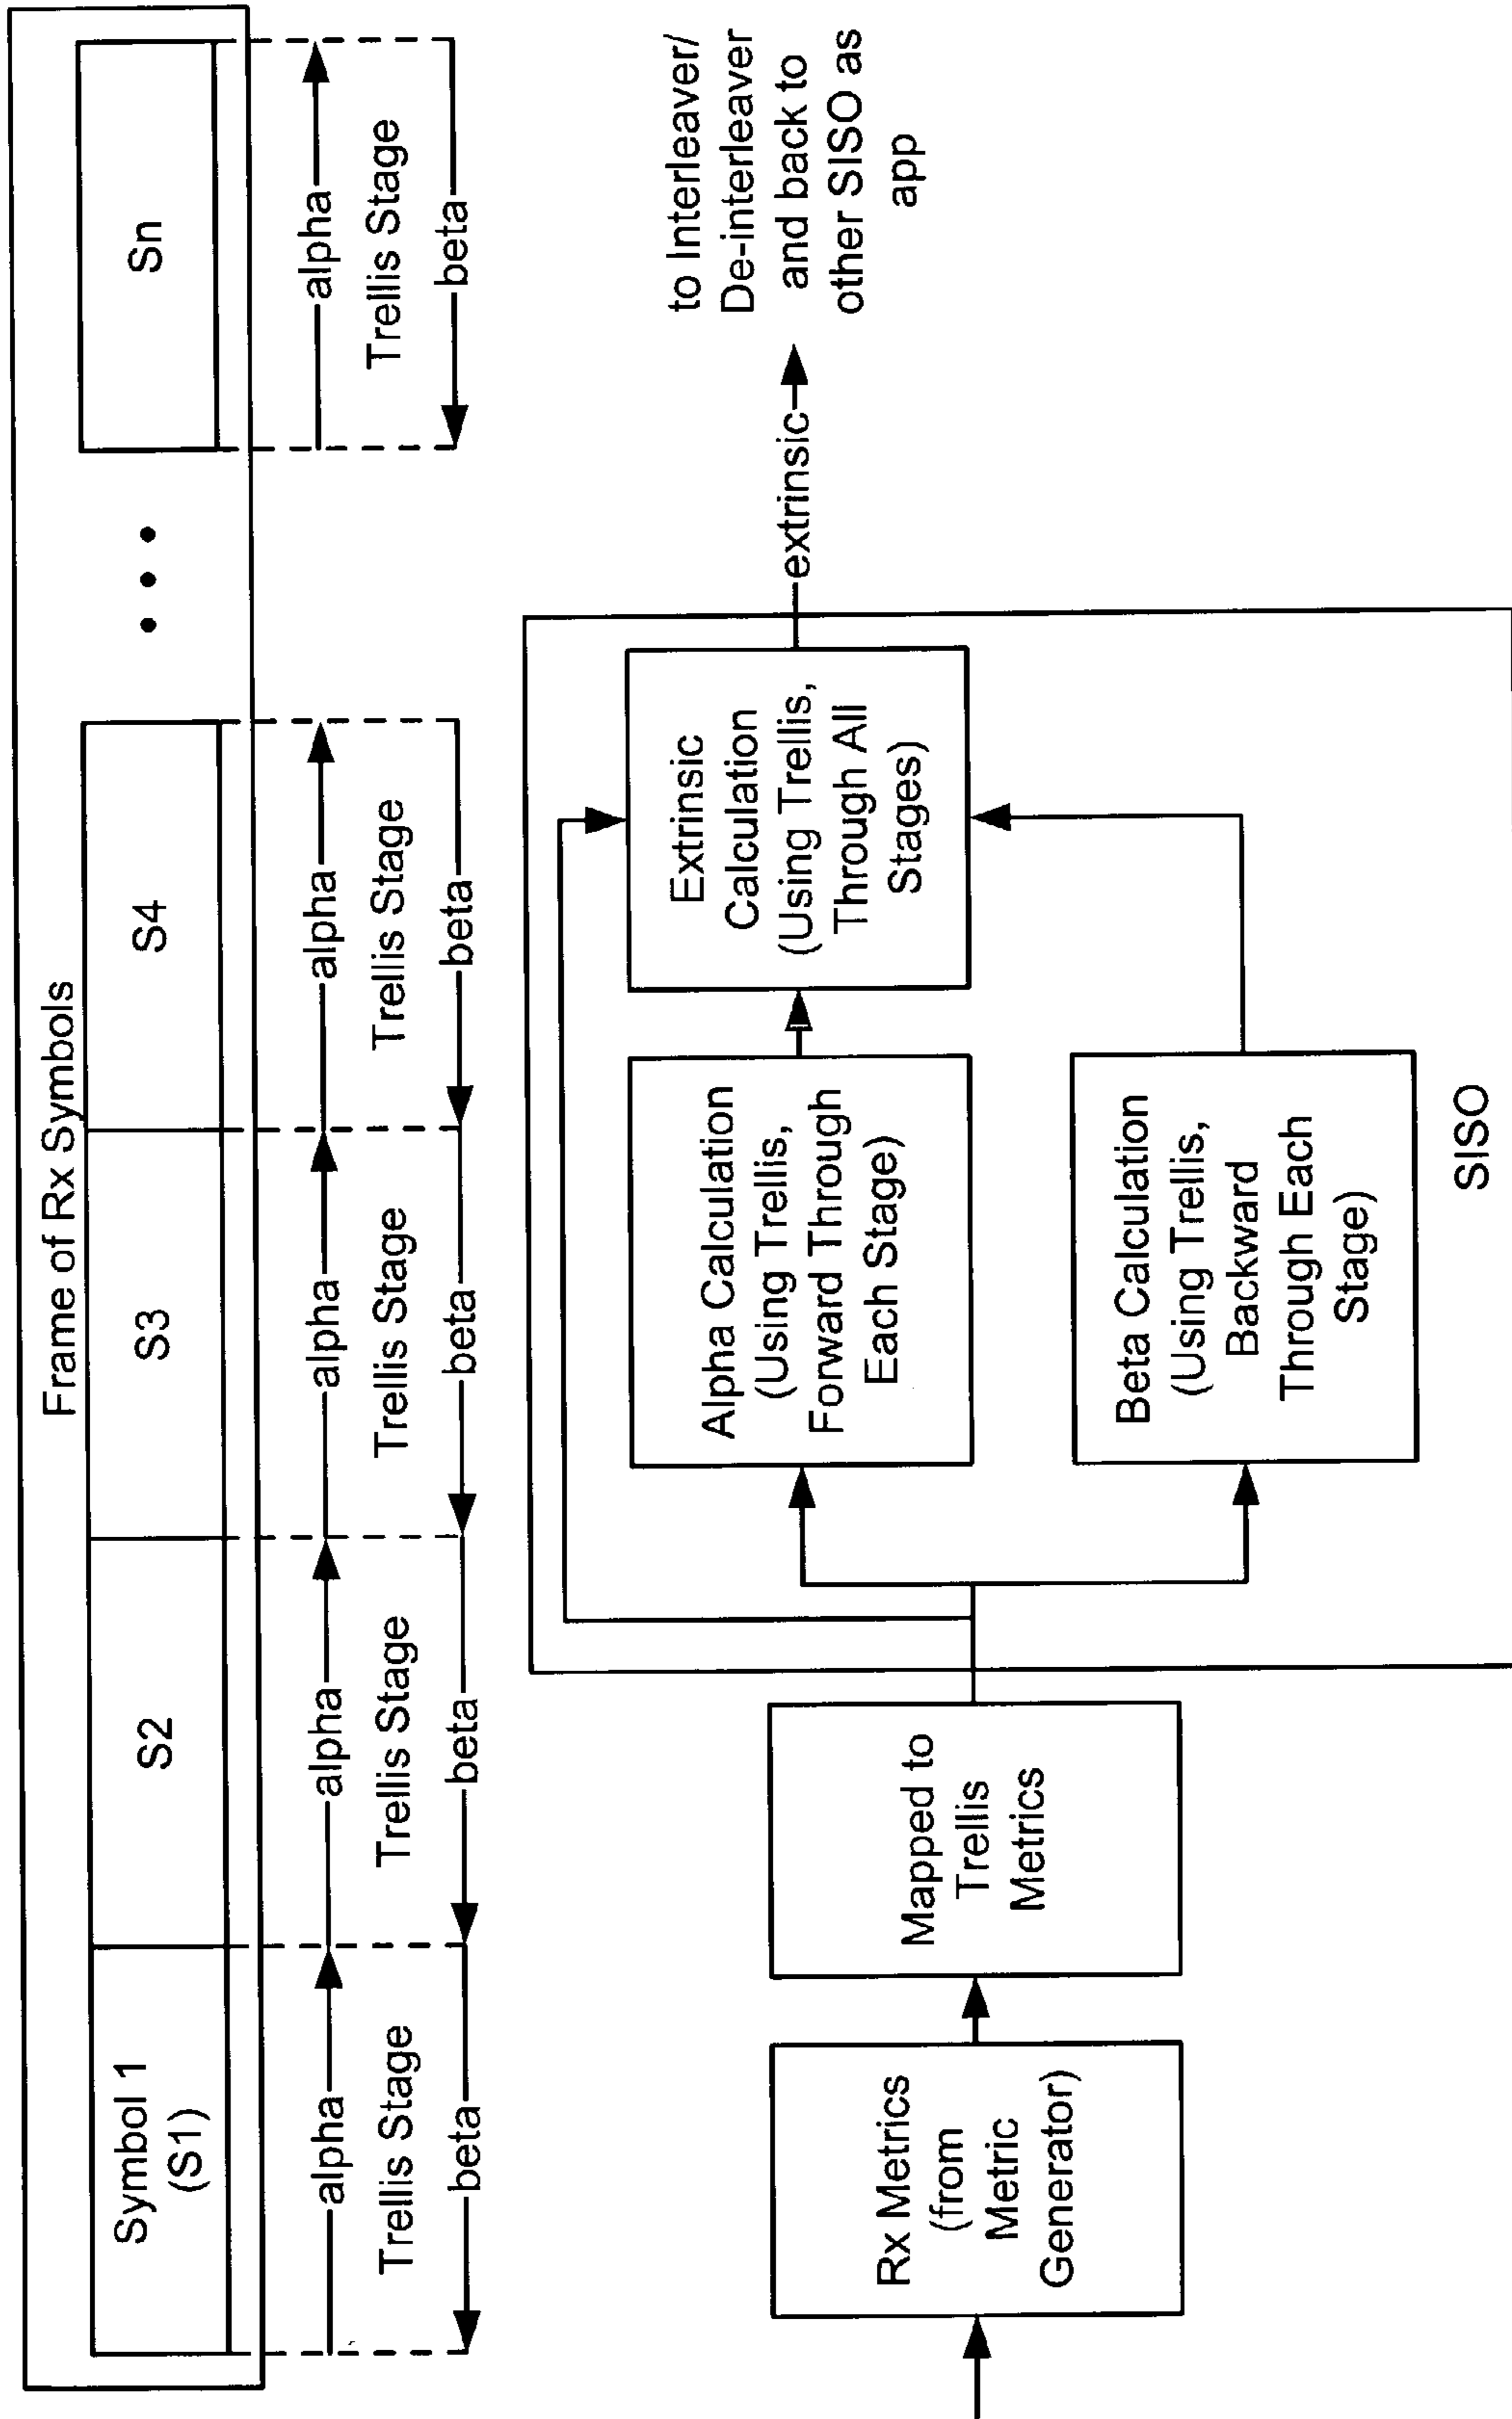 Frame of Rx Symbols
Symbol 1
(S1)
S2
S3
S4
Sn
alpha
alpha
alpha
alpha
alpha
Trellis Stage
Trellis Stage
Trellis Stage
Trellis Stage
Trellis Stage
beta
beta
beta
beta
beta
Rx Metrics
(from
Metric
Generator)
Mapped to
Trellis
Metrics
Alpha Calculation
(Using Trellis,
Forward Through
Each Stage)
Beta Calculation
(Using Trellis,
Backward
Through Each
Stage)
Extrinsic
Calculation
(Using Trellis,
Through All
Stages)
SISO
extrinsic
to Interleaver/
De-interleaver
and back to
other SISO as
app